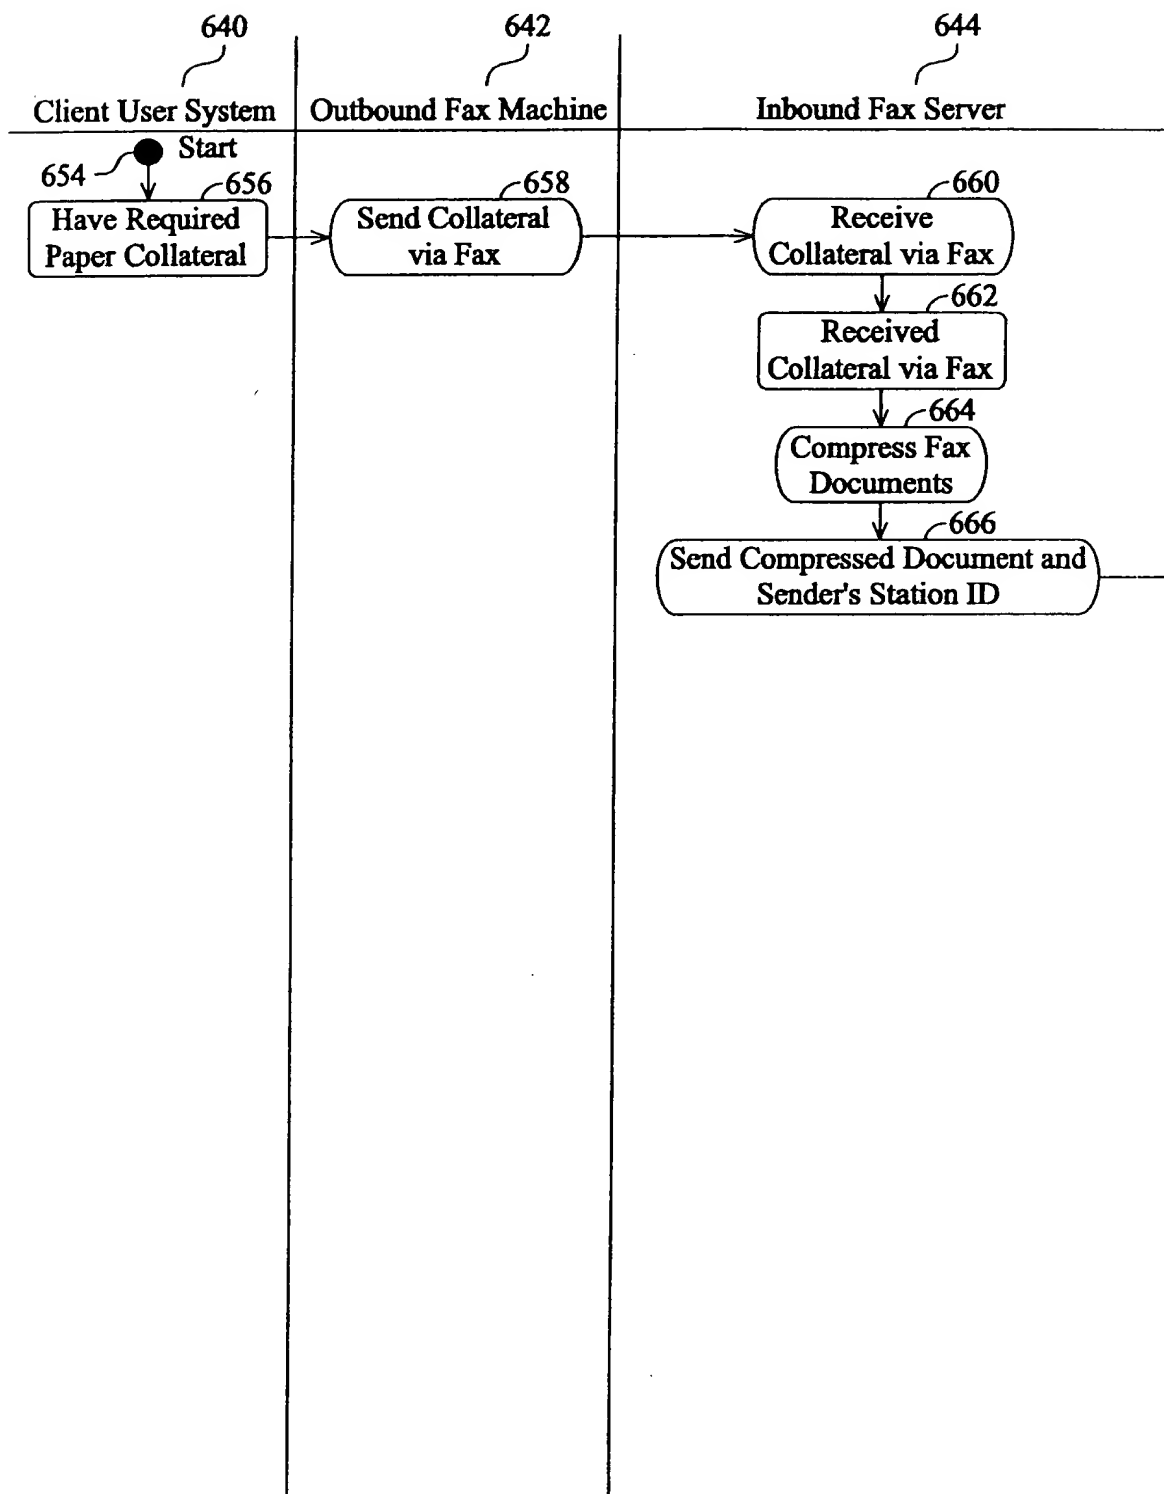 640
642
644
Client User System
Outbound Fax Machine
Inbound Fax Server
Start
654
656
Have Required
Paper Collateral
658
Send Collateral
via Fax
660
Receive
Collateral via Fax
662
Received
Collateral via Fax
664
Compress Fax
Documents
666
Send Compressed Document and
Sender's Station ID